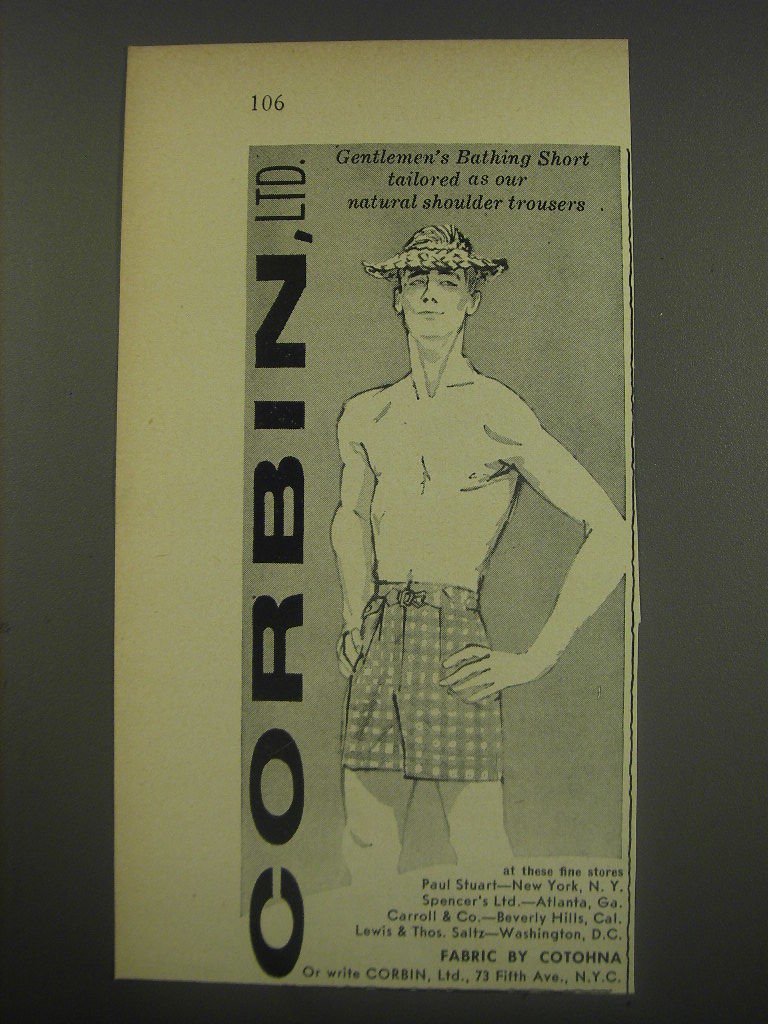 106
Gentlemen's Bathing Short
tailored as our
natural shoulder trousers
CORBIN, LTD.
at these fine stores
Paul Stuart—New York, N. Y.
Spencer's Ltd.—Atlanta, Ga.
Carroll & Co.—Beverly Hills, Cal.
Lewis & Thos. Saltz—Washington, D.C.
FABRIC BY COTOHNA
Or write CORBIN, Ltd., 73 Fifth Ave., N.Y.C.